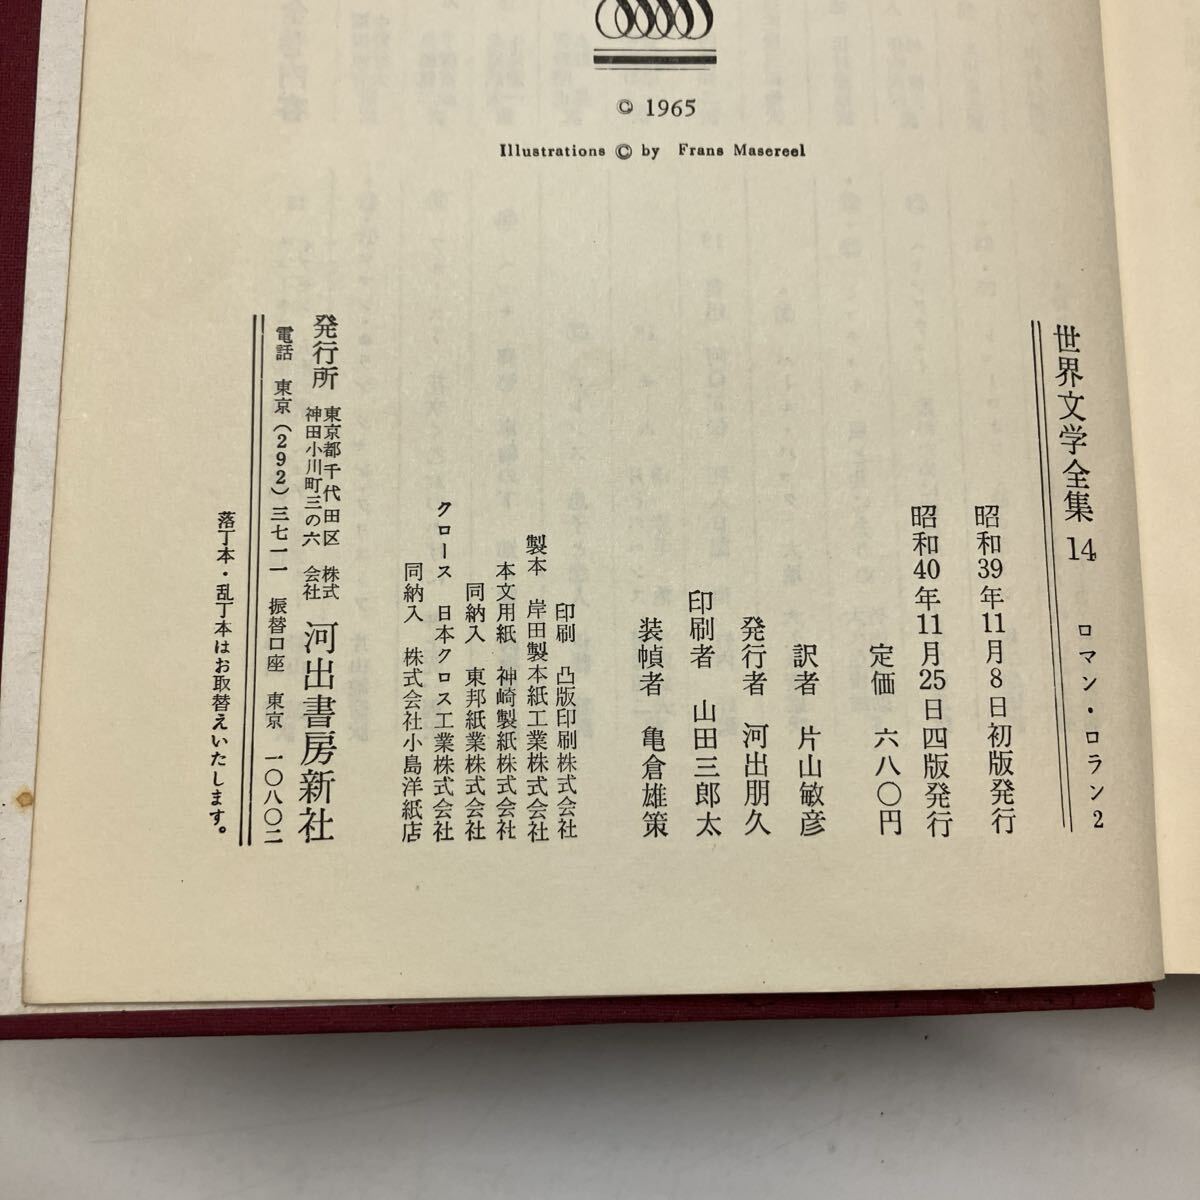 © 1965
Illustrations © by Frans Masereel
世界文学全集 14 ロマン・ロラン2
昭和39年11月8日初版発行
昭和40年11月25日四版発行
定価 六八〇円
訳者 片山敏彦
発行者 河出朋久
印刷者 山田三郎太
装幀者 亀倉雄策
印刷 凸版印刷株式会社
製本 岸田製本紙工業株式会社
本文用紙 神崎製紙株式会社
同納入 東邦紙業株式会社
クロース 日本クロス工業株式会社
同納入 株式会社小島洋紙店
発行所 東京都千代田区神田小川町三の六 株式会社 河出書房新社
電話 東京(292)三七一一 振替口座 東京 一〇八〇二
落丁本・乱丁本はお取替えいたします。